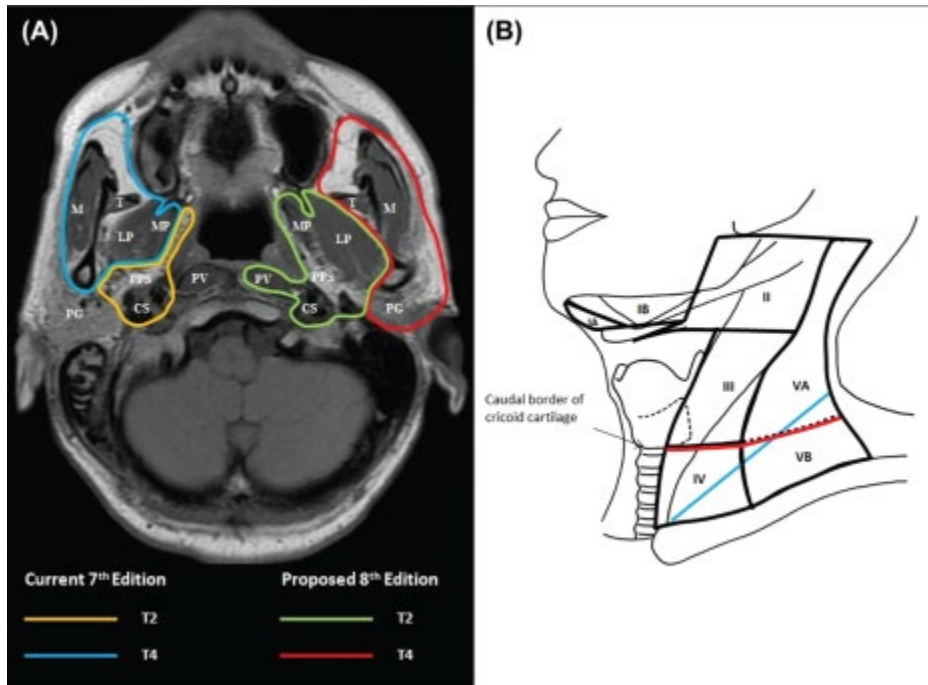 (A)
T
M
MP
LP
PPS
CS
PV
PG
T
M
MP
LP
PPS
PV
CS
PG
Current 7th Edition
T2
T4
Proposed 8th Edition
T2
T4
(B)
IA
IB
II
III
VA
Caudal border of
cricoid cartilage
IV
VB